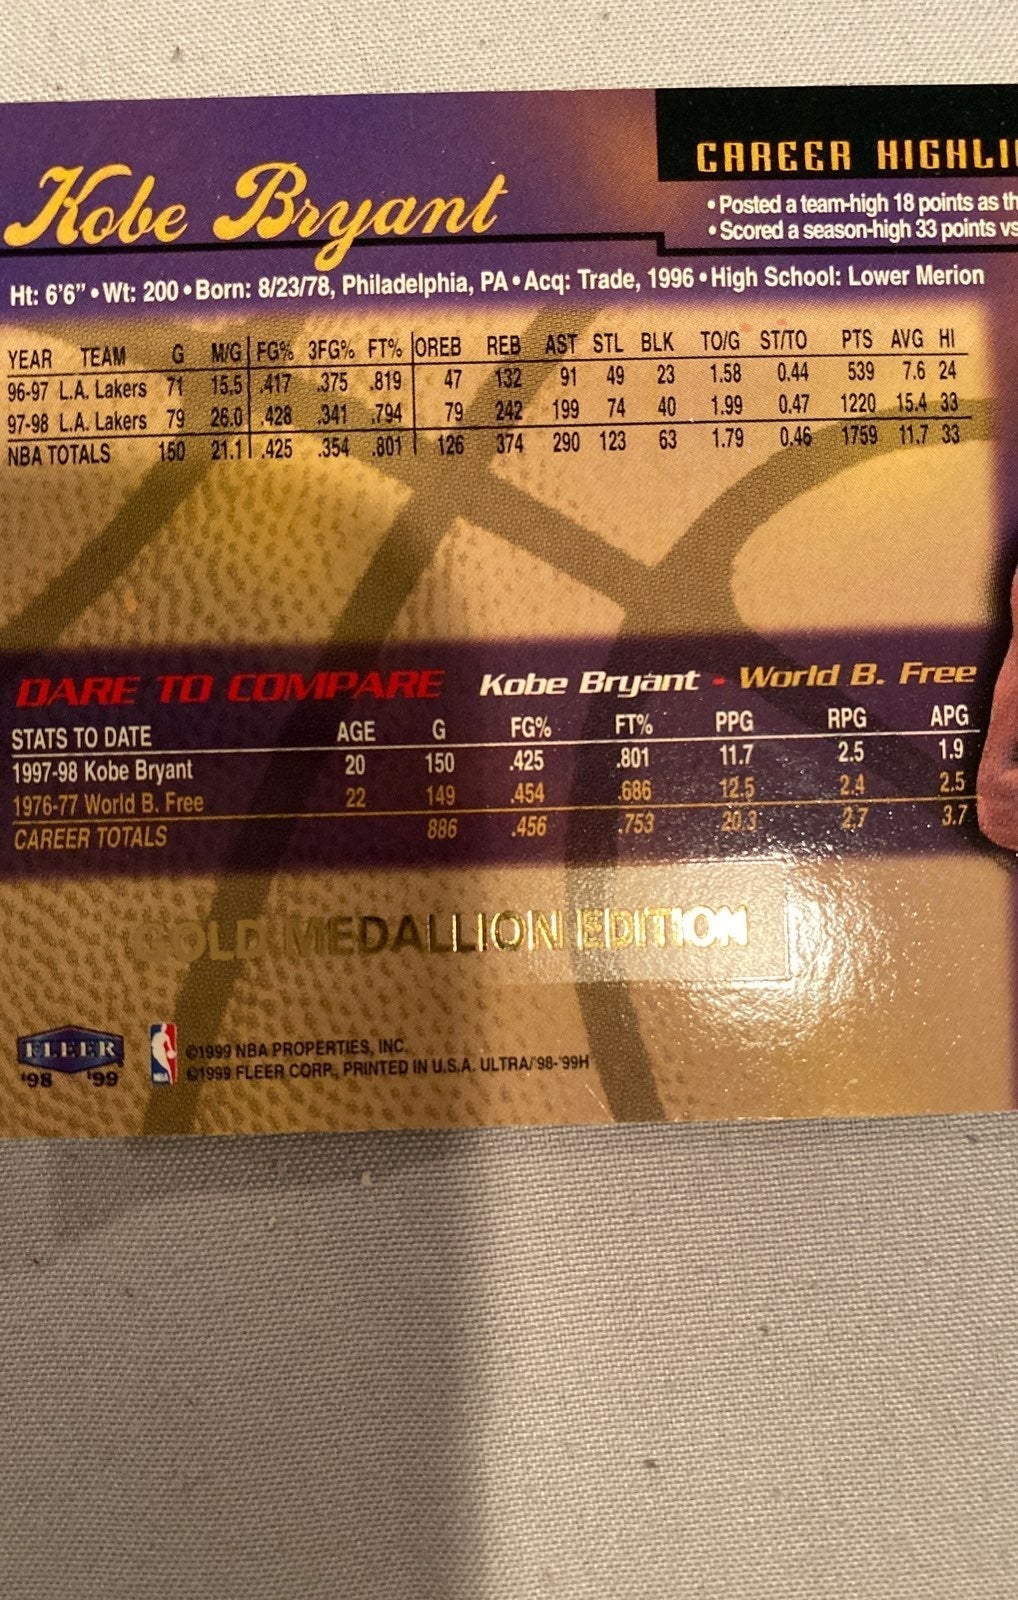 Kobe Bryant
CAREER HIGHLI
• Posted a team-high 18 points as th
• Scored a season-high 33 points vs
Ht: 6'6" • Wt: 200 • Born: 8/23/78, Philadelphia, PA • Acq: Trade, 1996 • High School: Lower Merion
YEAR TEAM G M/G FG% 3FG% FT% OREB REB AST STL BLK TO/G ST/TO PTS AVG HI
96-97 L.A. Lakers 71 15.5 .417 .375 .819 47 132 91 49 23 1.58 0.44 539 7.6 24
97-98 L.A. Lakers 79 26.0 .428 .341 .794 79 242 199 74 40 1.99 0.47 1220 15.4 33
NBA TOTALS 150 21.1 .425 .354 .801 126 374 290 123 63 1.79 0.46 1759 11.7 33
DARE TO COMPARE Kobe Bryant - World B. Free
STATS TO DATE AGE G FG% FT% PPG RPG APG
1997-98 Kobe Bryant 20 150 .425 .801 11.7 2.5 1.9
1976-77 World B. Free 22 149 .454 .686 12.5 2.4 2.5
CAREER TOTALS 886 .456 .753 20.3 2.7 3.7
GOLD MEDALLION EDITION
FLEER
'98 '99
NBA
©1999 NBA PROPERTIES, INC.
©1999 FLEER CORP., PRINTED IN U.S.A. ULTRA/'98-'99H